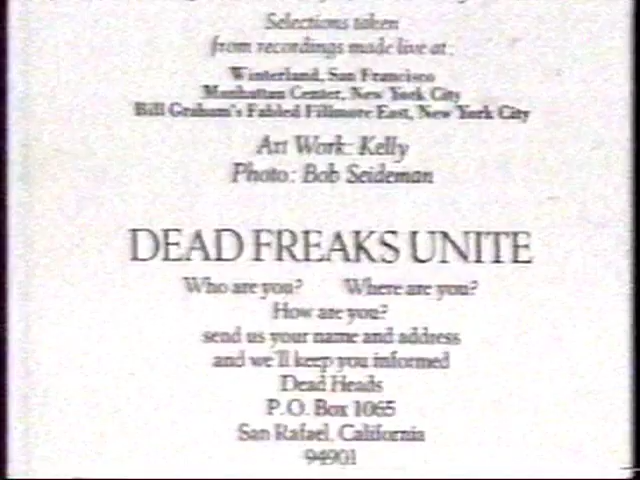 Selections taken
from recordings made live at:
Winterland, San Francisco
Manhattan Center, New York City
Bill Graham's Fabled Fillmore East, New York City
Art Work: Kelly
Photo: Bob Seideman
DEAD FREAKS UNITE
Who are you? Where are you?
How are you?
send us your name and address
and we'll keep you informed
Dead Heads
P.O. Box 1065
San Rafael, California
94901